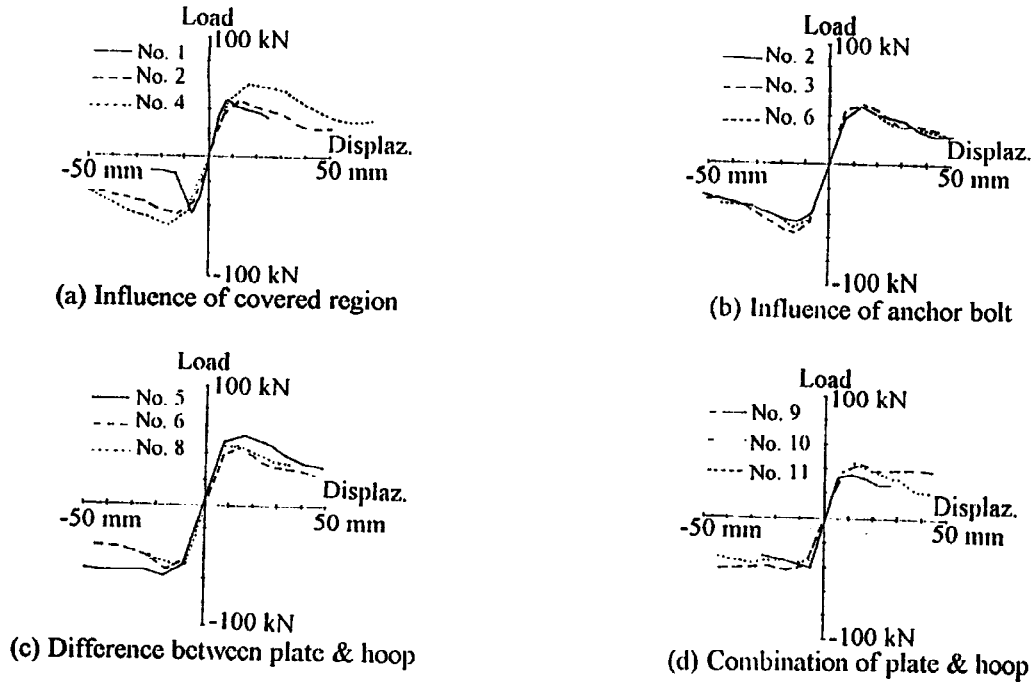 Load
100 kN
No. 1
No. 2
No. 4
Displaz.
-50 mm
50 mm
-100 kN
(a) Influence of covered region
Load
100 kN
No. 2
No. 3
No. 6
Displaz.
-50 mm
50 mm
-100 kN
(b) Influence of anchor bolt
Load
100 kN
No. 5
No. 6
No. 8
Displaz.
-50 mm
50 mm
-100 kN
(c) Difference between plate & hoop
Load
100 kN
No. 9
No. 10
No. 11
Displaz.
-50 mm
50 mm
-100 kN
(d) Combination of plate & hoop